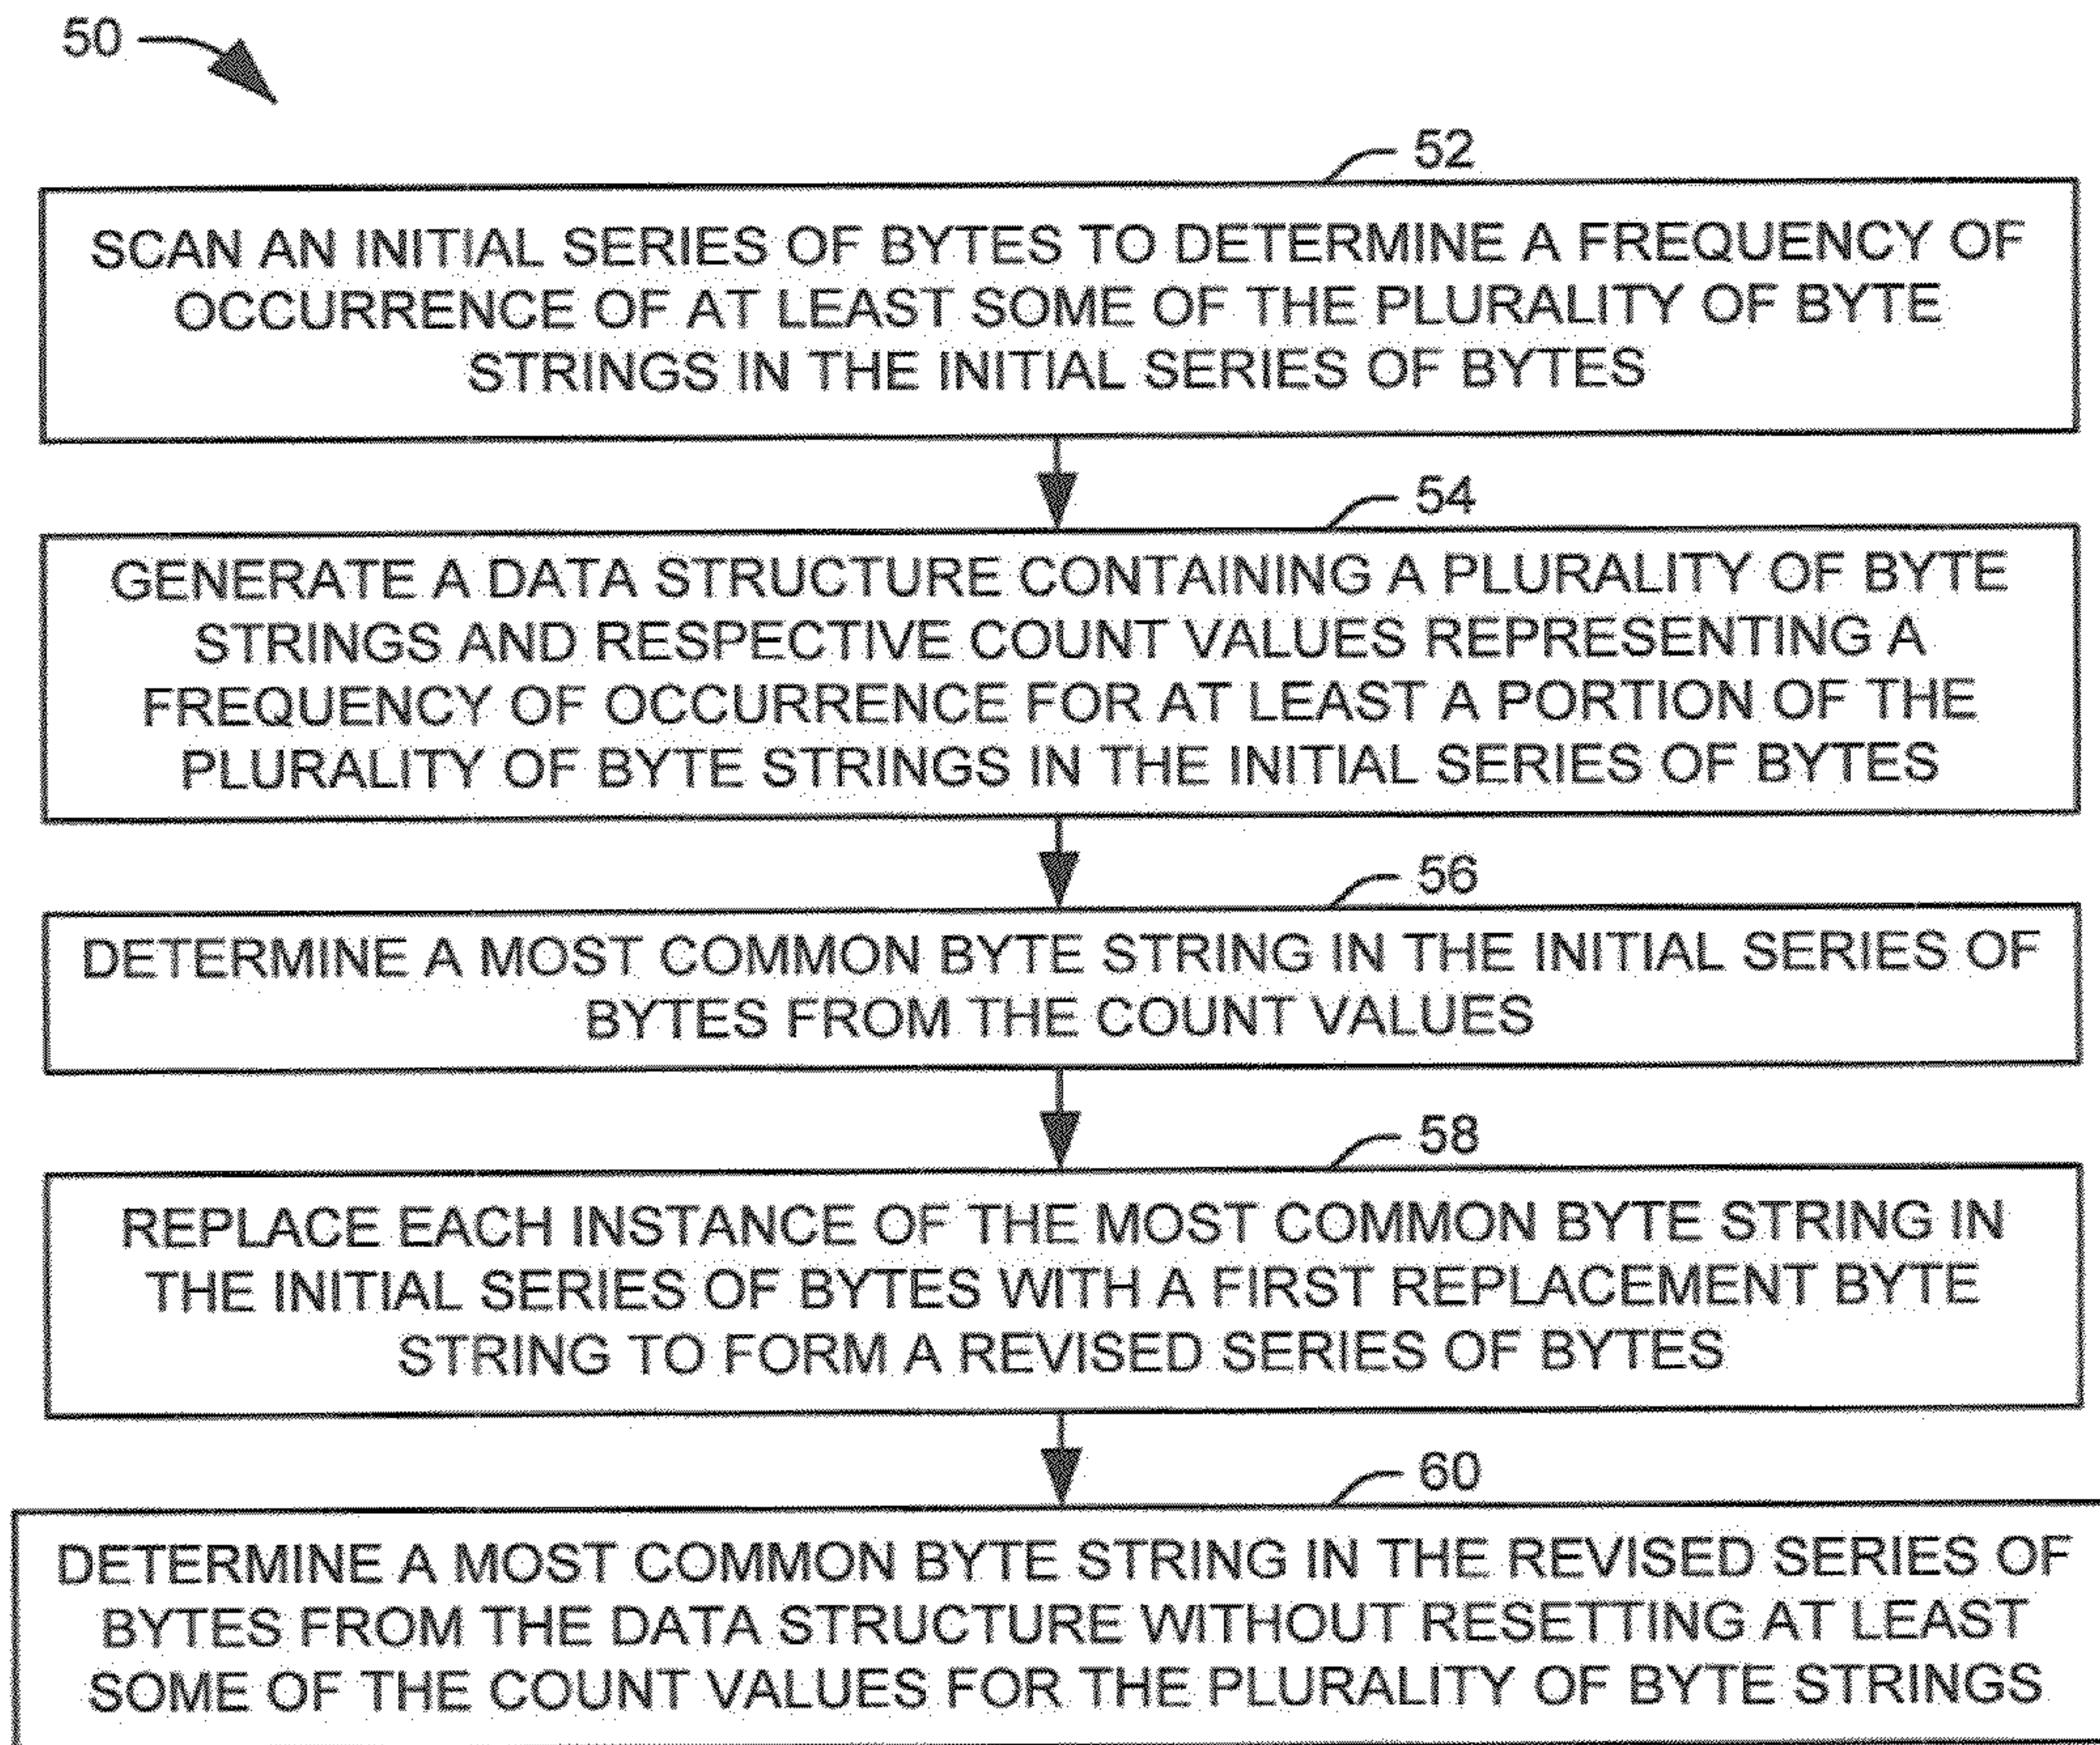 50
52
SCAN AN INITIAL SERIES OF BYTES TO DETERMINE A FREQUENCY OF
OCCURRENCE OF AT LEAST SOME OF THE PLURALITY OF BYTE
STRINGS IN THE INITIAL SERIES OF BYTES
54
GENERATE A DATA STRUCTURE CONTAINING A PLURALITY OF BYTE
STRINGS AND RESPECTIVE COUNT VALUES REPRESENTING A
FREQUENCY OF OCCURRENCE FOR AT LEAST A PORTION OF THE
PLURALITY OF BYTE STRINGS IN THE INITIAL SERIES OF BYTES
56
DETERMINE A MOST COMMON BYTE STRING IN THE INITIAL SERIES OF
BYTES FROM THE COUNT VALUES
58
REPLACE EACH INSTANCE OF THE MOST COMMON BYTE STRING IN
THE INITIAL SERIES OF BYTES WITH A FIRST REPLACEMENT BYTE
STRING TO FORM A REVISED SERIES OF BYTES
60
DETERMINE A MOST COMMON BYTE STRING IN THE REVISED SERIES OF
BYTES FROM THE DATA STRUCTURE WITHOUT RESETTING AT LEAST
SOME OF THE COUNT VALUES FOR THE PLURALITY OF BYTE STRINGS